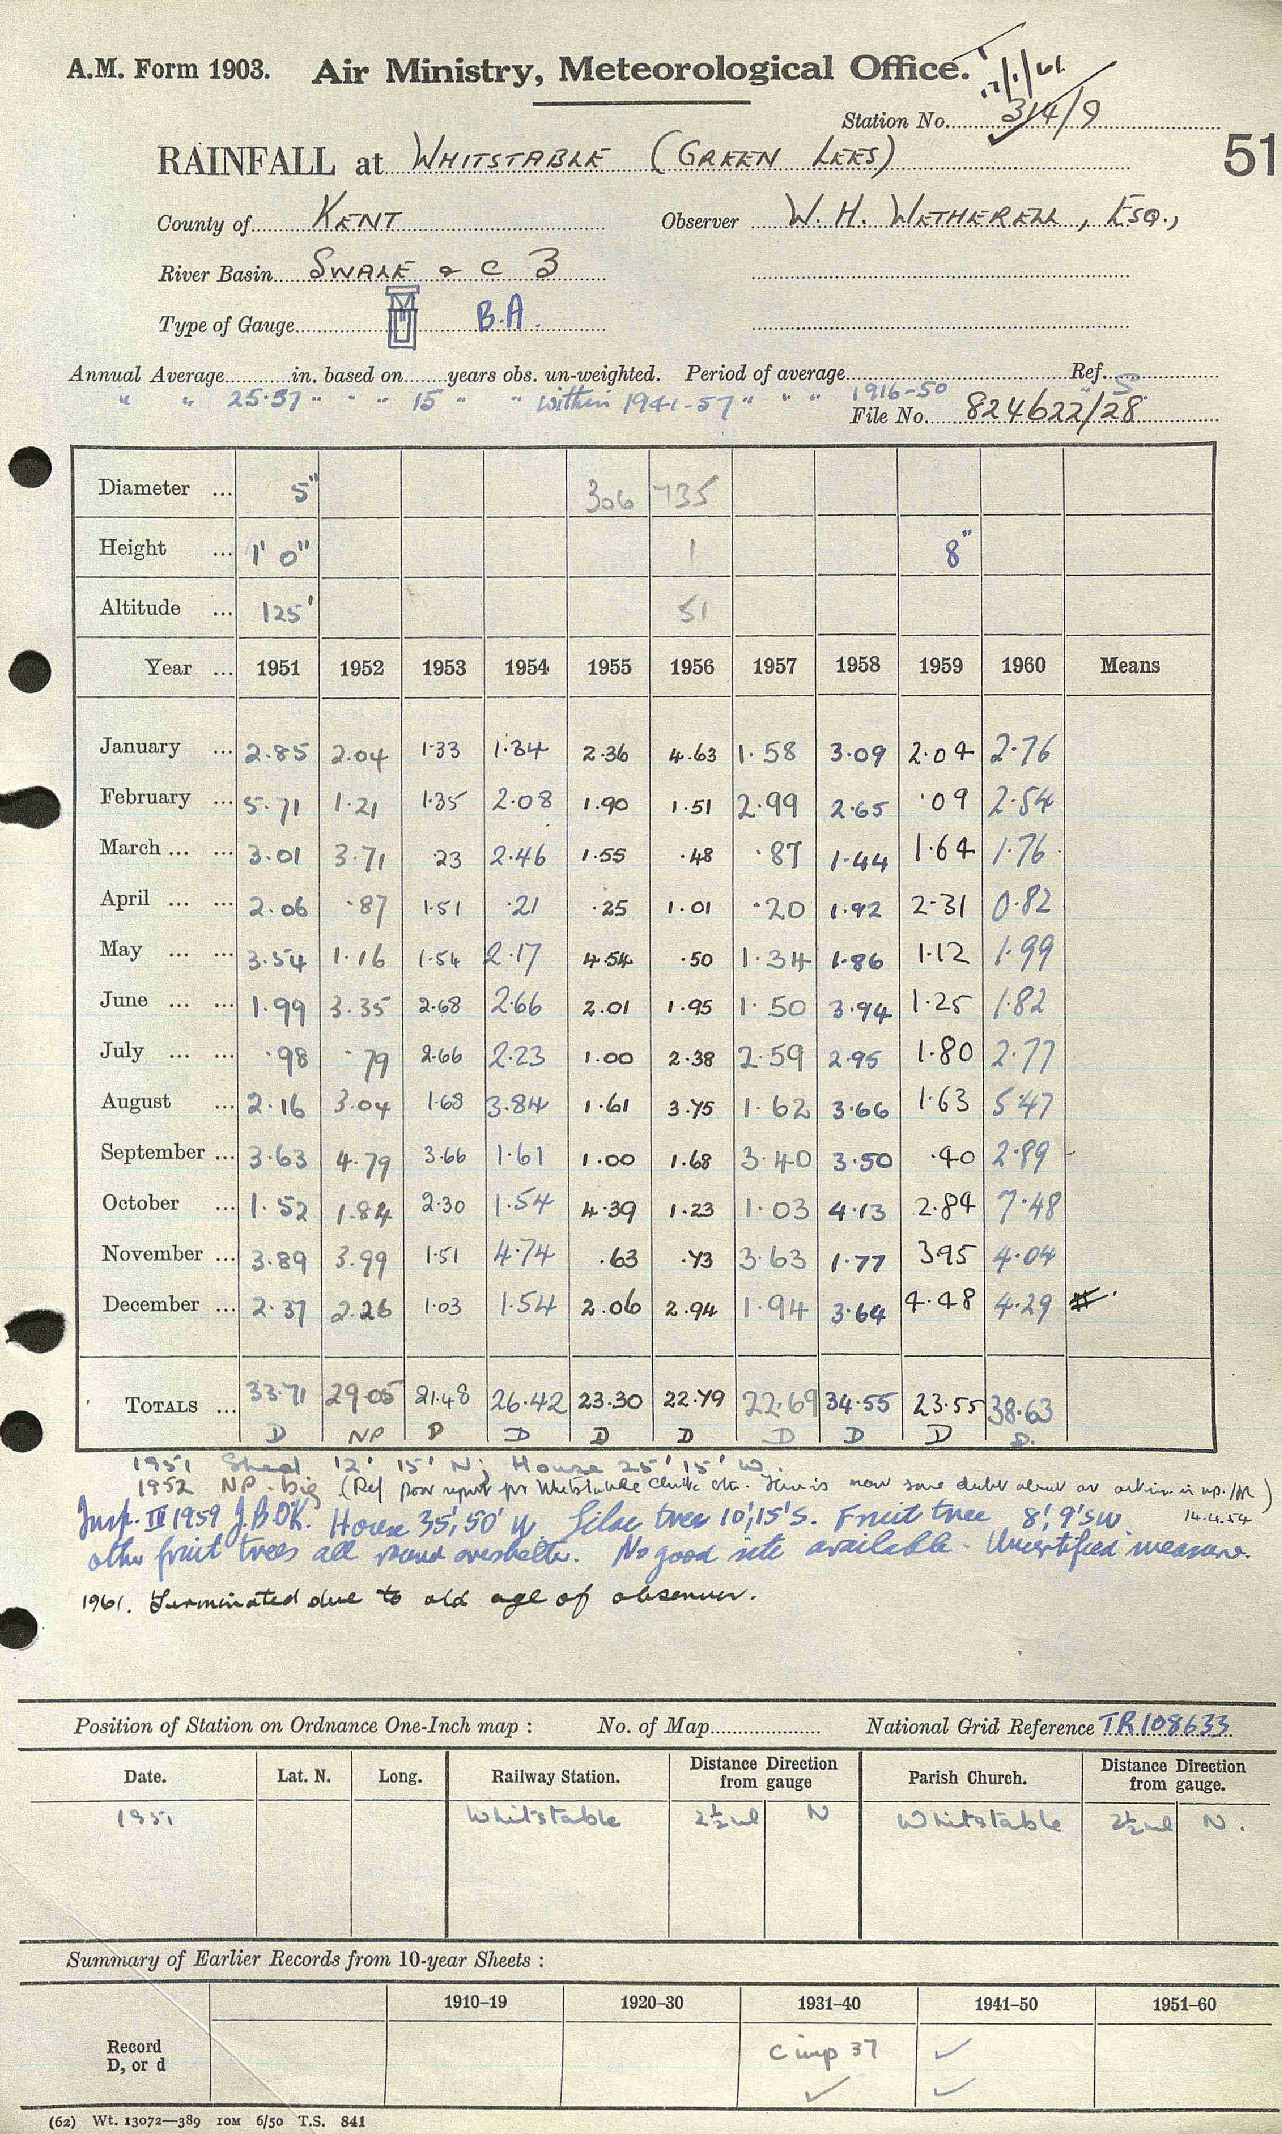 A.M. Form 1903. Air Ministry, Meteorological Office.
Station No. 314/9
RAINFALL at WHITSTABLE (GREEN LEES) 51
County of KENT Observer W. H. WETHERELL, ESQ.,
River Basin SWALE & C 3
Type of Gauge B.A.
Annual Average in. based on years obs. un-weighted. Period of average Ref.
" " 25.57 " " " 15 " " within 1941-57 " " " 1916-50 " S
File No. 824622/28
Diameter ... 5" 306 735
Height ... 1' 0" 1 8"
Altitude ... 125' 51
Year ... 1951 1952 1953 1954 1955 1956 1957 1958 1959 1960 Means
January ... 2.85 2.04 1.33 1.34 2.36 4.63 1.58 3.09 2.04 2.76
February ... 5.71 1.21 1.35 2.08 1.90 1.51 2.99 2.65 .09 2.54
March ... ... 3.01 3.71 .23 2.46 1.55 .48 .87 1.44 1.64 1.76
April ... ... 2.06 .87 1.51 .21 .25 1.01 .20 1.92 2.31 0.82
May ... ... 3.54 1.16 1.54 2.17 4.54 .50 1.34 1.86 1.12 1.99
June ... ... 1.99 3.35 2.68 2.66 2.01 1.95 1.50 3.94 1.25 1.82
July ... ... .98 .79 2.66 2.23 1.00 2.38 2.59 2.95 1.80 2.77
August ... 2.16 3.04 1.68 3.84 1.61 3.75 1.62 3.66 1.63 5.47
September ... 3.63 4.79 3.66 1.61 1.00 1.68 3.40 3.50 .40 2.89
October ... 1.52 1.84 2.30 1.54 4.39 1.23 1.03 4.13 2.84 7.48
November ... 3.89 3.99 1.51 4.74 .63 .73 3.63 1.77 3.95 4.04
December ... 2.37 2.26 1.03 1.54 2.06 2.94 1.94 3.64 4.48 4.29
TOTALS ... 33.71 29.05 21.48 26.42 23.30 22.79 22.69 34.55 23.55 38.63
D NP D D D D D D D D.
1951 Shed 12' 15' N; House 25' 15' W.
1952 NP. big (Ref poor report for Whitstable There is now some doubt about
14.4.54
Insp. III 1959 J.B.O'K. House 35', 50' W. Lilac tree 10', 15' S. Fruit tree 8', 9' SW
other fruit trees all round No good site available. Uncertified measure.
1961. Terminated due to old age of observer.
Position of Station on Ordnance One-Inch map : No. of Map National Grid Reference TR108633
Date. Lat. N. Long. Railway Station. Distance from gauge Direction Parish Church. Distance from gauge. Direction
1951 Whitstable 2½ ml N Whitstable 2½ ml N.
Summary of Earlier Records from 10-year Sheets :
1910–19 1920–30 1931–40 1941–50 1951–60
Record
D, or d
C imp 37 ✓
✓ ✓
(62) Wt. 13072—389 10M 6/50 T.S. 841